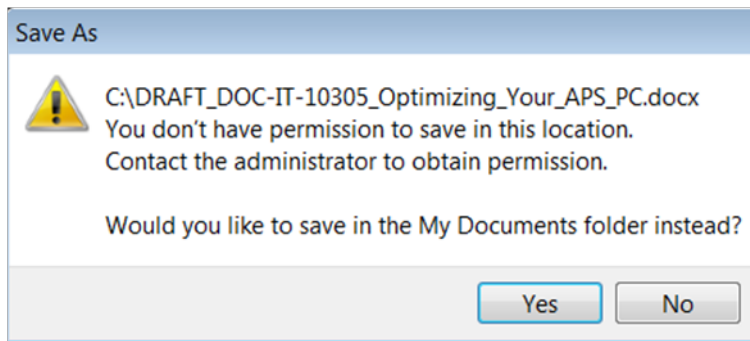 Save As
C:\DRAFT_DOC-IT-10305_Optimizing_Your_APS_PC.docx
You don't have permission to save in this location.
Contact the administrator to obtain permission.
Would you like to save in the My Documents folder instead?
Yes No